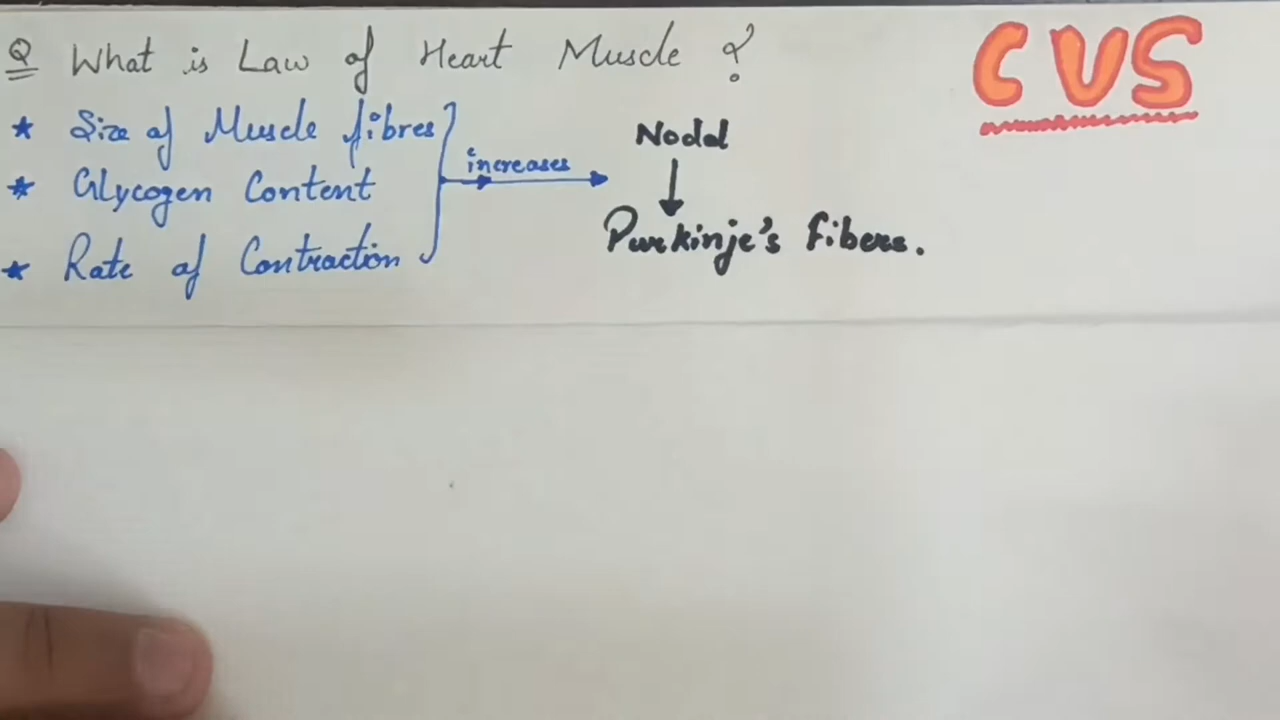 Q What is Law of Heart Muscle ?
CVS
* Size of Muscle fibres
* Glycogen Content
* Rate of Contraction
increases
Nodal
Purkinje's Fibers.